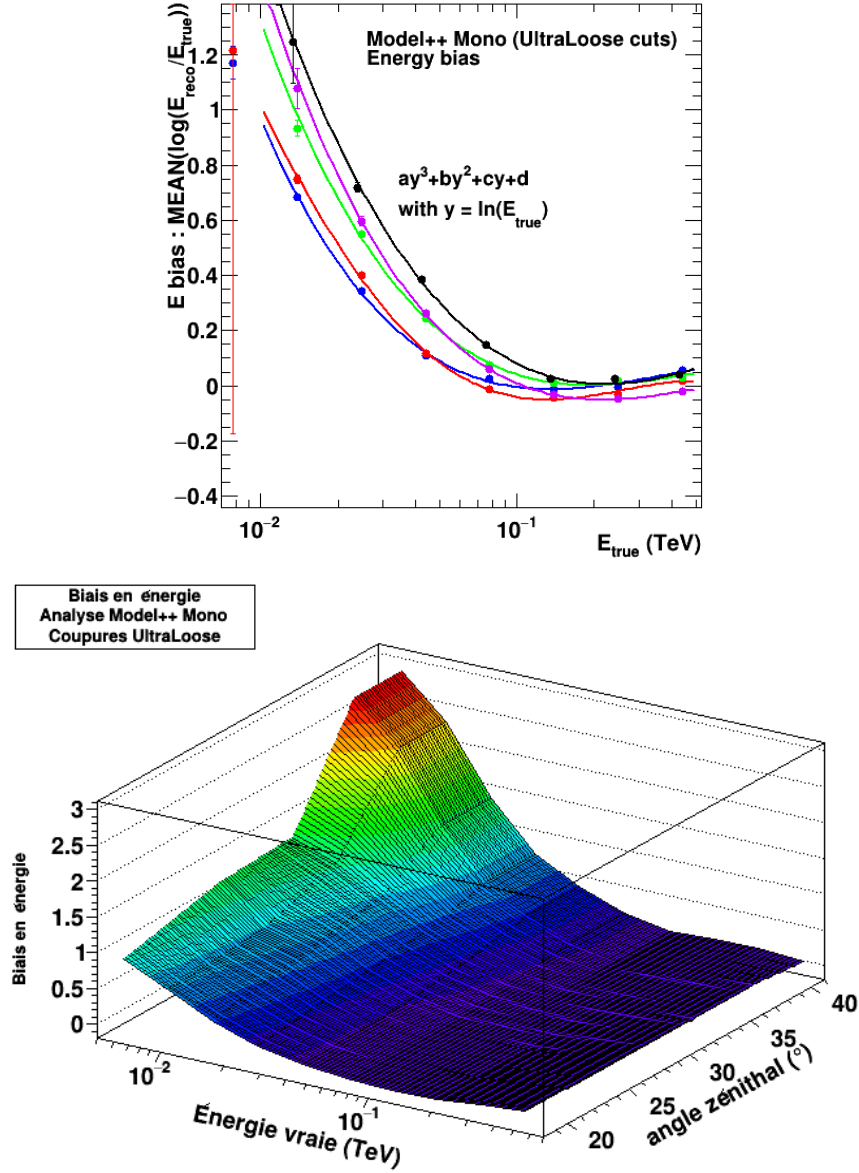 Model++ Mono (UltraLoose cuts)
Energy bias
ay³+by²+cy+d
with y = ln(E_true)
E bias : MEAN(log(E_reco/E_true))
1.2
1
0.8
0.6
0.4
0.2
0
−0.2
−0.4
10⁻²
10⁻¹
E_true (TeV)
Biais en énergie
Analyse Model++ Mono
Coupures UltraLoose
Biais en énergie
3
2.5
2
1.5
1
0.5
0
10⁻²
10⁻¹
Énergie vraie (TeV)
20
25
30
35
40
angle zénithal (°)